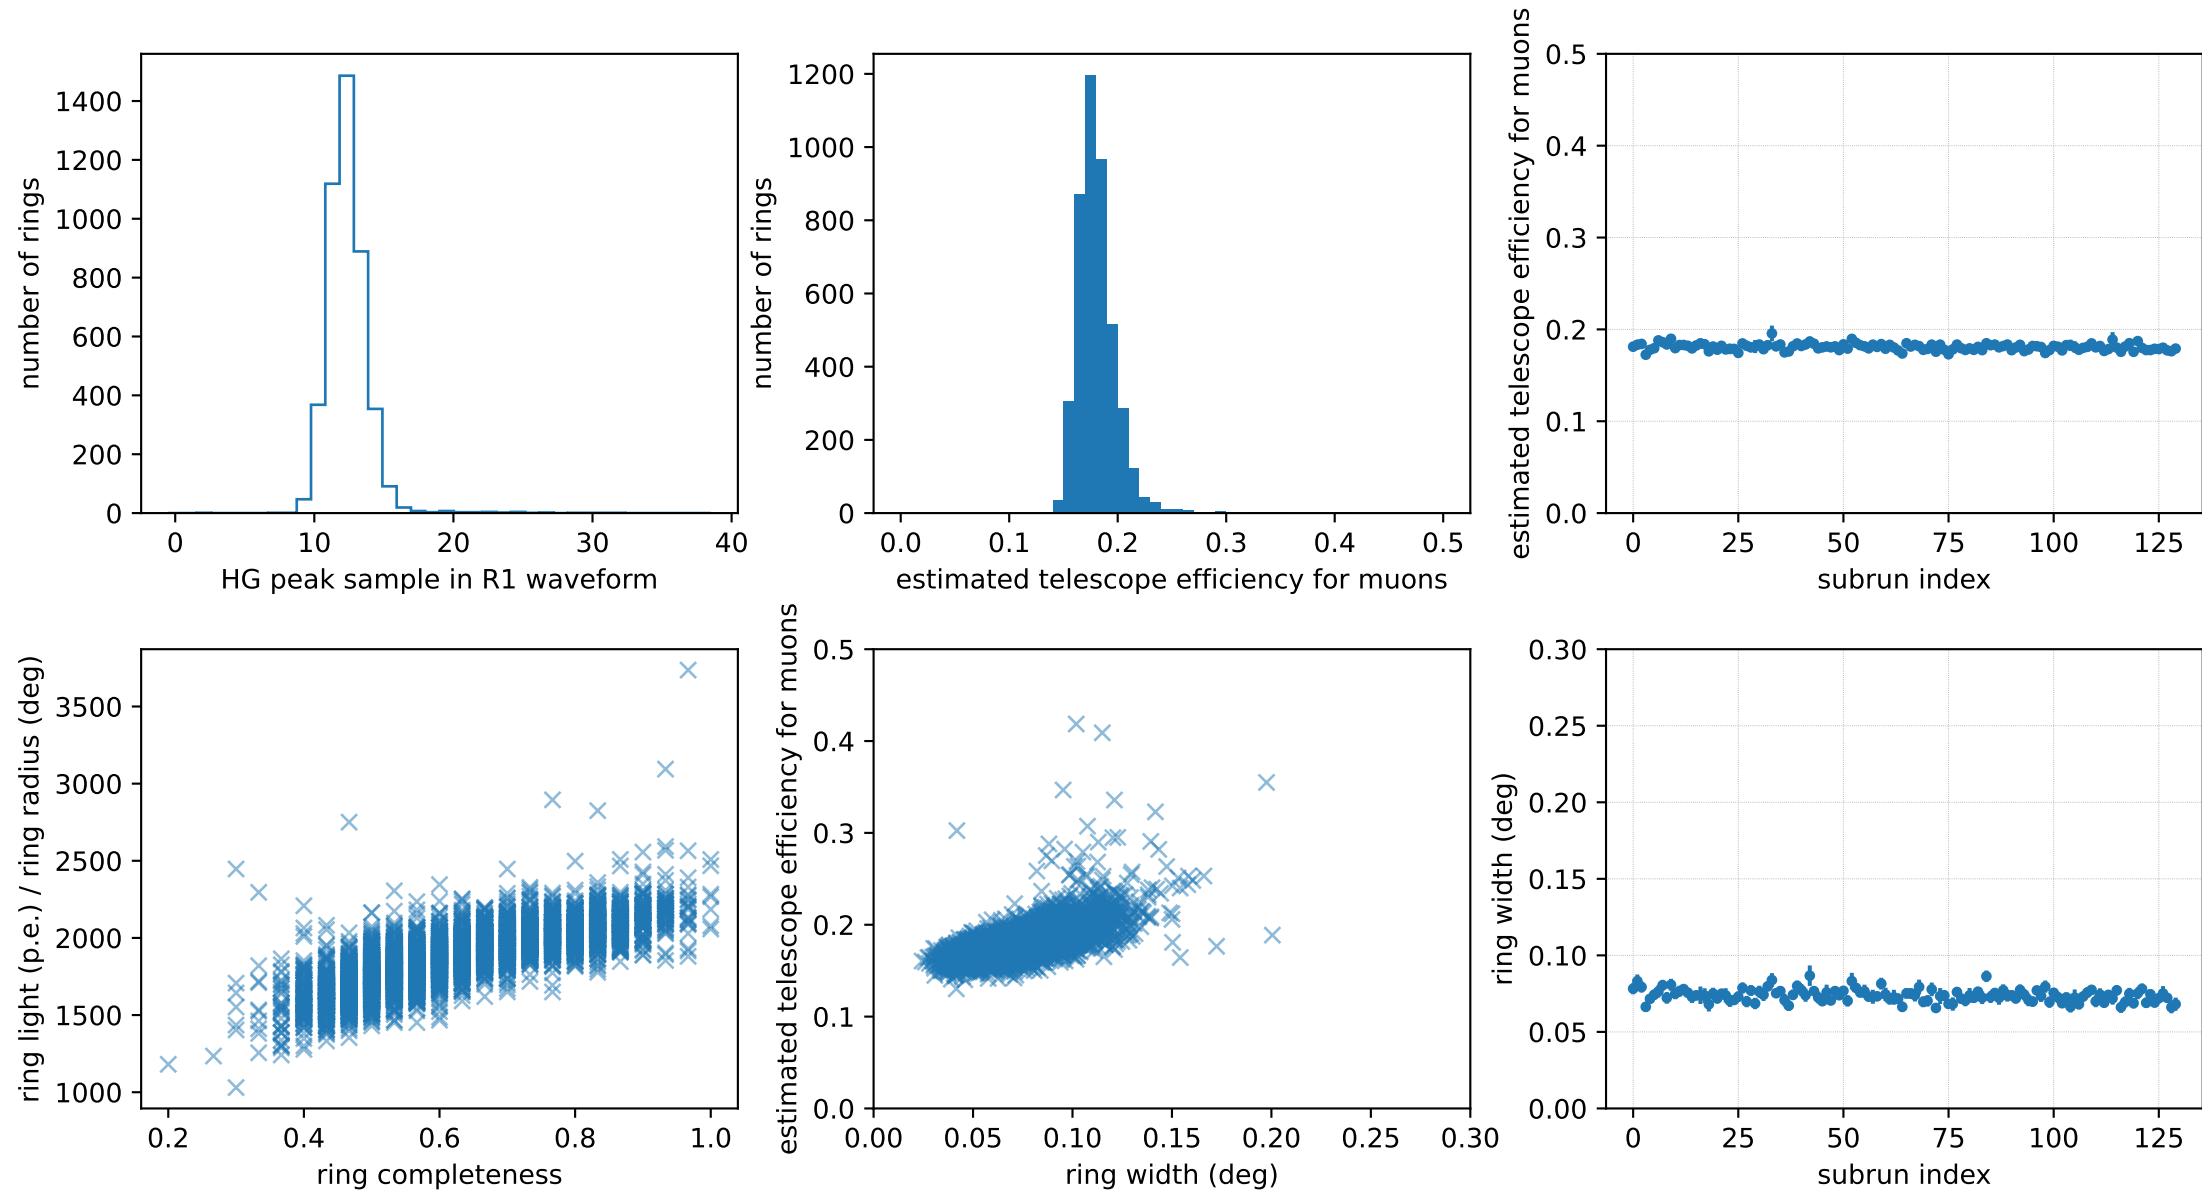 number of rings
1400
1200
1000
800
600
400
200
0
0 10 20 30 40
HG peak sample in R1 waveform
number of rings
1200
1000
800
600
400
200
0
0.0 0.1 0.2 0.3 0.4 0.5
estimated telescope efficiency for muons
estimated telescope efficiency for muons
0.5
0.4
0.3
0.2
0.1
0.0
0 25 50 75 100 125
subrun index
ring light (p.e.) / ring radius (deg)
3500
3000
2500
2000
1500
1000
0.2 0.4 0.6 0.8 1.0
ring completeness
estimated telescope efficiency for muons
0.5
0.4
0.3
0.2
0.1
0.0
0.00 0.05 0.10 0.15 0.20 0.25 0.30
ring width (deg)
ring width (deg)
0.30
0.25
0.20
0.15
0.10
0.05
0.00
0 25 50 75 100 125
subrun index